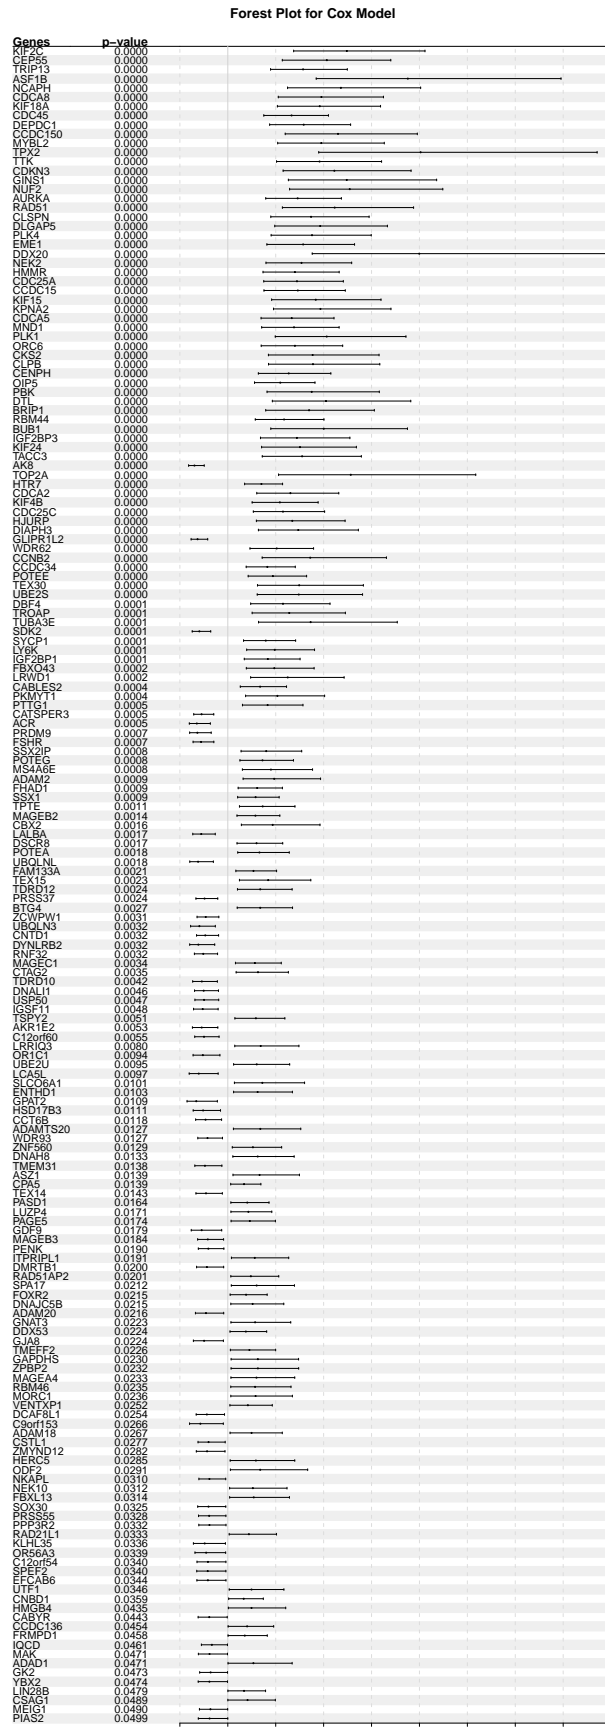 Forest Plot for Cox Model
Genes p-value
KIF2C 0.0000
CEP55 0.0000
TRIP13 0.0000
ASF1B 0.0000
NCAPH 0.0000
CDCA8 0.0000
KIF18A 0.0000
CDC45 0.0000
DEPDC1 0.0000
CCDC150 0.0000
MYBL2 0.0000
TPX2 0.0000
TTK 0.0000
CDKN3 0.0000
GINS1 0.0000
NUF2 0.0000
AURKA 0.0000
RAD51 0.0000
CLSPN 0.0000
DLGAP5 0.0000
PLK4 0.0000
EME1 0.0000
DDX20 0.0000
NEK2 0.0000
HMMR 0.0000
CDC25A 0.0000
CCDC15 0.0000
KIF15 0.0000
KPNA2 0.0000
CDCA5 0.0000
MND1 0.0000
PLK1 0.0000
ORC6 0.0000
CKS2 0.0000
CLPB 0.0000
CENPH 0.0000
OIP5 0.0000
PBK 0.0000
DTL 0.0000
BRIP1 0.0000
RBM44 0.0000
BUB1 0.0000
IGF2BP3 0.0000
KIF24 0.0000
TACC3 0.0000
AK8 0.0000
TOP2A 0.0000
HTR7 0.0000
CDCA2 0.0000
KIF4B 0.0000
CDC25C 0.0000
HJURP 0.0000
DIAPH3 0.0000
GLIPR1L2 0.0000
WDR62 0.0000
CCNB2 0.0000
CCDC34 0.0000
POTEE 0.0000
TEX30 0.0000
UBE2S 0.0000
DBF4 0.0001
TROAP 0.0001
TUBA3E 0.0001
SDK2 0.0001
SYCP1 0.0001
LY6K 0.0001
IGF2BP1 0.0001
FBXO43 0.0002
LRWD1 0.0002
CABLES2 0.0004
PKMYT1 0.0004
PTTG1 0.0005
CATSPER3 0.0005
ACR 0.0005
PRDM9 0.0007
FSHR 0.0007
SSX2IP 0.0008
POTEG 0.0008
MS4A6E 0.0008
ADAM2 0.0009
FHAD1 0.0009
SSX1 0.0009
TPTE 0.0011
MAGEB2 0.0014
CBX2 0.0016
LALBA 0.0017
DSCR8 0.0017
POTEA 0.0018
UBQLNL 0.0018
FAM133A 0.0021
TEX15 0.0023
TDRD12 0.0024
PRSS37 0.0024
BTG4 0.0027
ZCWPW1 0.0031
UBQLN3 0.0032
CNTD1 0.0032
DYNLRB2 0.0032
RNF32 0.0032
MAGEC1 0.0034
CTAG2 0.0035
TDRD10 0.0042
DNALI1 0.0046
USP50 0.0047
IGSF11 0.0048
TSPY2 0.0051
AKR1E2 0.0053
C12orf60 0.0055
LRRIQ3 0.0080
OR1C1 0.0094
UBE2U 0.0095
LCA5L 0.0097
SLCO6A1 0.0101
ENTHD1 0.0103
GPAT2 0.0109
HSD17B3 0.0111
CCT6B 0.0118
ADAMTS20 0.0127
WDR93 0.0127
ZNF560 0.0129
DNAH8 0.0133
TMEM31 0.0138
ASZ1 0.0139
CPA5 0.0139
TEX14 0.0143
PASD1 0.0164
LUZP4 0.0171
PAGE5 0.0174
GDF9 0.0179
MAGEB3 0.0184
PENK 0.0190
ITPRIPL1 0.0191
DMRTB1 0.0200
RAD51AP2 0.0201
SPA17 0.0212
FOXR2 0.0215
DNAJC5B 0.0215
ADAM20 0.0216
GNAT3 0.0223
DDX53 0.0224
GJA8 0.0224
TMEFF2 0.0226
GAPDHS 0.0230
ZPBP2 0.0232
MAGEA4 0.0233
RBM46 0.0235
MORC1 0.0236
VENTXP1 0.0252
DCAF8L1 0.0254
C9orf153 0.0266
ADAM18 0.0267
CSTL1 0.0277
ZMYND12 0.0282
HERC5 0.0285
ODF2 0.0291
NKAPL 0.0310
NEK10 0.0312
FBXL13 0.0314
SOX30 0.0325
PRSS55 0.0328
PPP3R2 0.0332
RAD21L1 0.0333
KLHL35 0.0336
OR56A3 0.0339
C12orf54 0.0340
SPEF2 0.0340
EFCAB6 0.0344
UTF1 0.0346
CNBD1 0.0359
HMGB4 0.0435
CABYR 0.0443
CCDC136 0.0454
FRMPD1 0.0458
IQCD 0.0461
MAK 0.0471
ADAD1 0.0471
GK2 0.0473
YBX2 0.0474
LIN28B 0.0479
CSAG1 0.0489
MEIG1 0.0490
PIAS2 0.0499